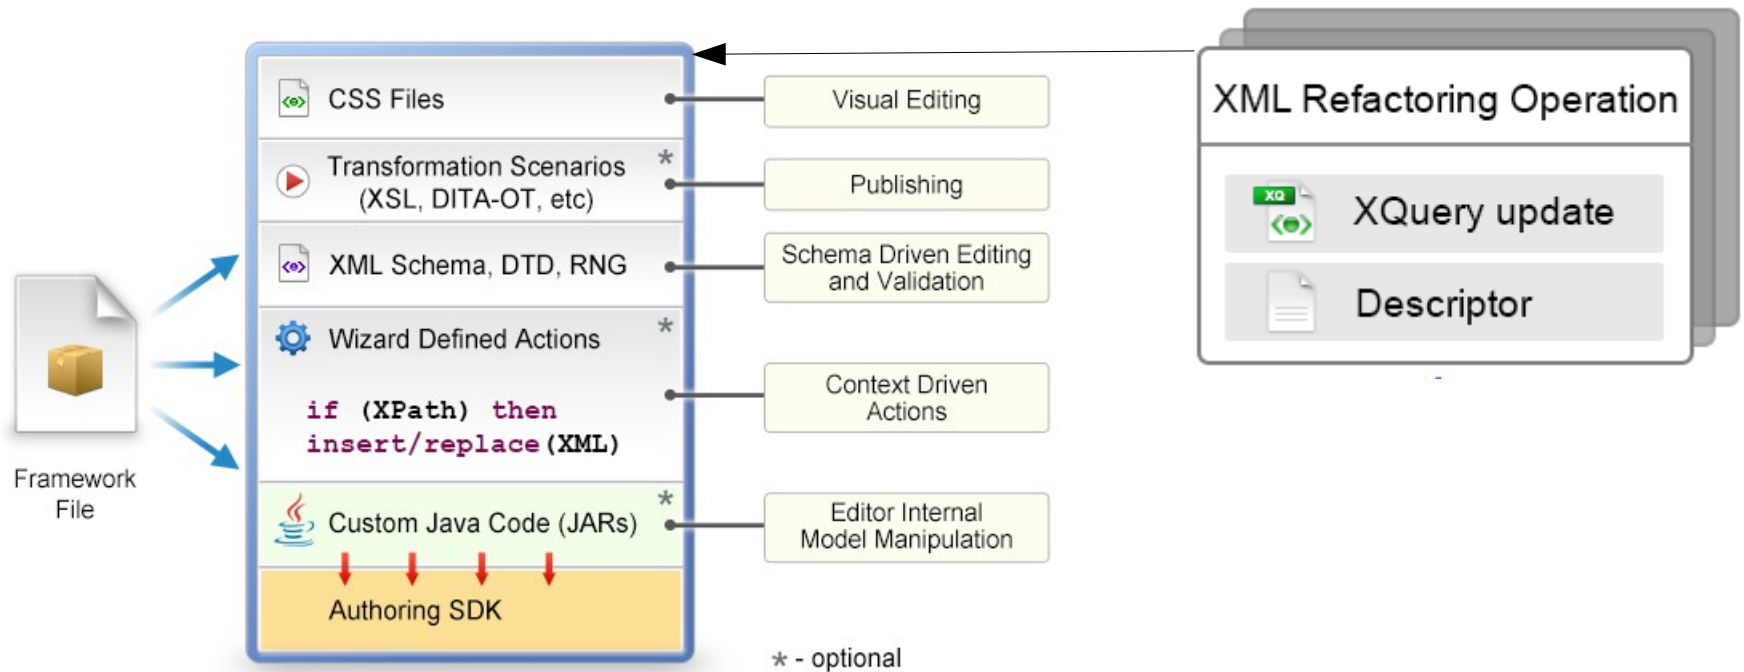 CSS Files
Visual Editing
Transformation Scenarios *
(XSL, DITA-OT, etc)
Publishing
XML Schema, DTD, RNG
Schema Driven Editing
and Validation
Wizard Defined Actions *
if (XPath) then
insert/replace(XML)
Context Driven
Actions
Custom Java Code (JARs) *
Editor Internal
Model Manipulation
Authoring SDK
* - optional
Framework
File
XML Refactoring Operation
XQ
XQuery update
Descriptor
-